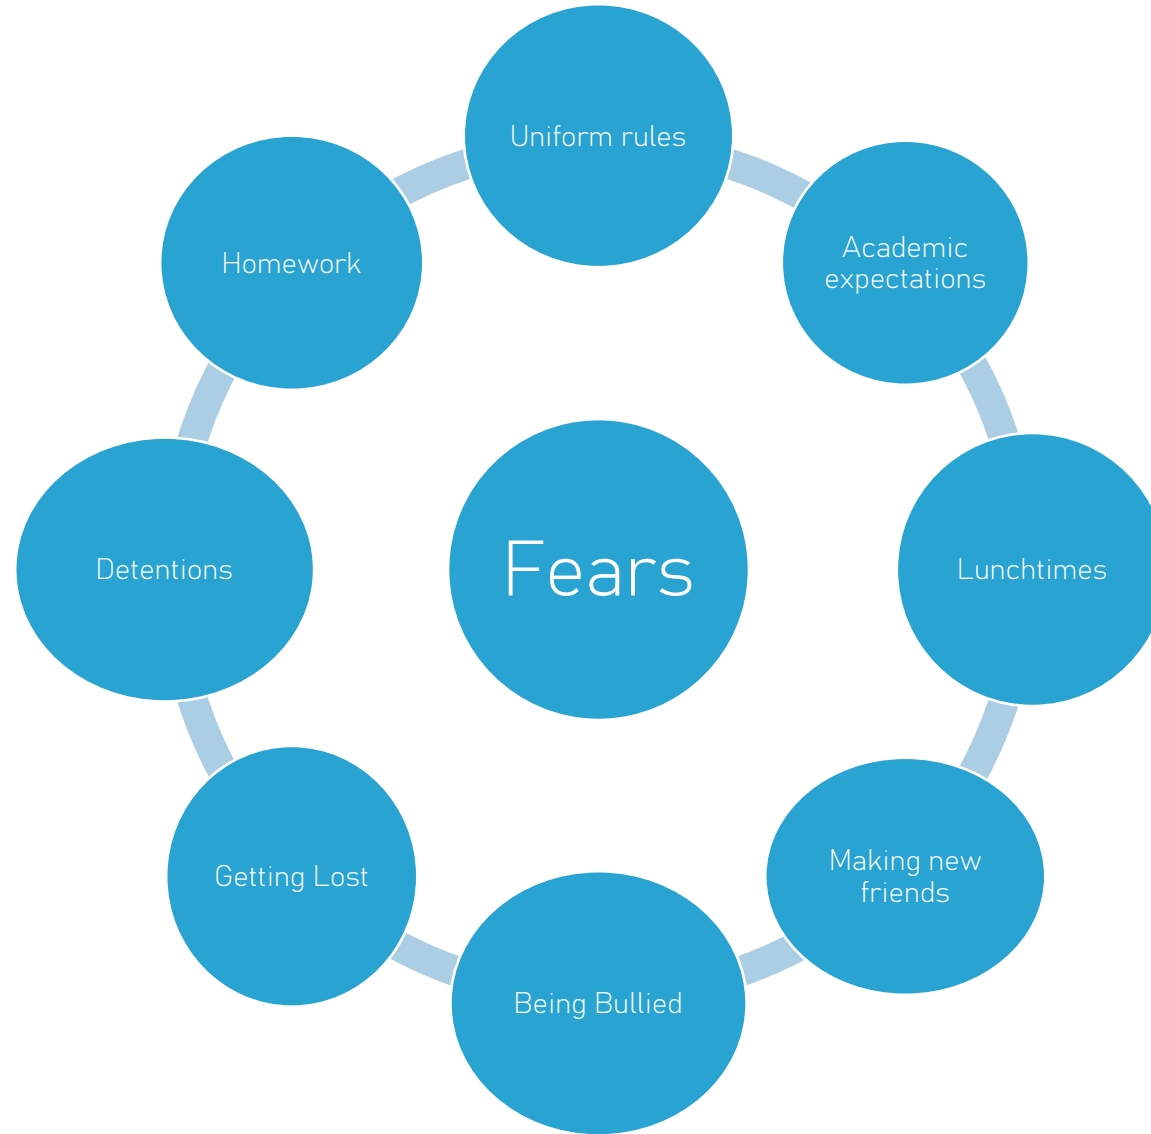 Uniform rules
Academic
expectations
Homework
Fears
Detentions
Lunchtimes
Making new
friends
Getting Lost
Being Bullied